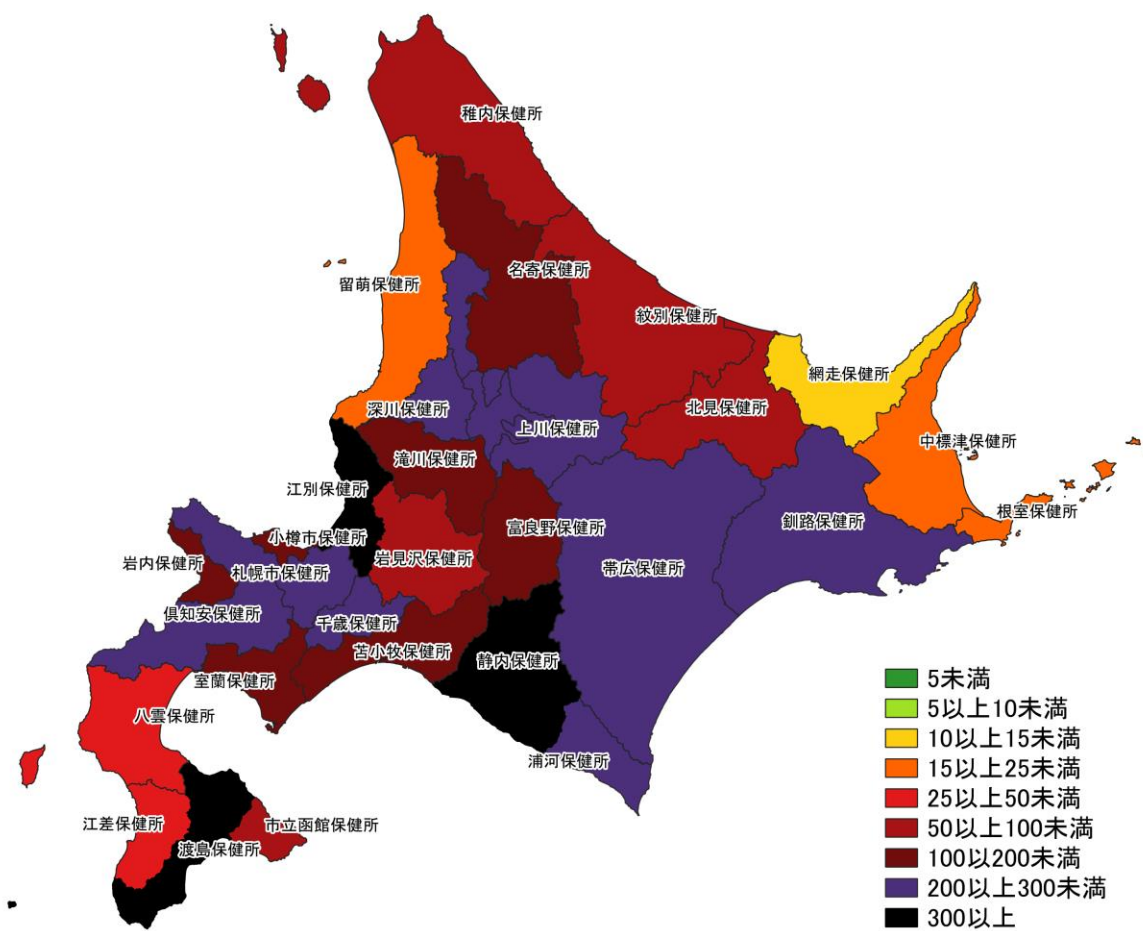 稚内保健所
名寄保健所
留萌保健所
紋別保健所
網走保健所
深川保健所
北見保健所
上川保健所
中標津保健所
滝川保健所
江別保健所
根室保健所
釧路保健所
富良野保健所
小樽市保健所
岩見沢保健所
岩内保健所
札幌市保健所
帯広保健所
倶知安保健所
千歳保健所
苫小牧保健所
静内保健所
室蘭保健所
八雲保健所
浦河保健所
江差保健所
市立函館保健所
渡島保健所
5未満
5以上10未満
10以上15未満
15以上25未満
25以上50未満
50以上100未満
100以200未満
200以上300未満
300以上